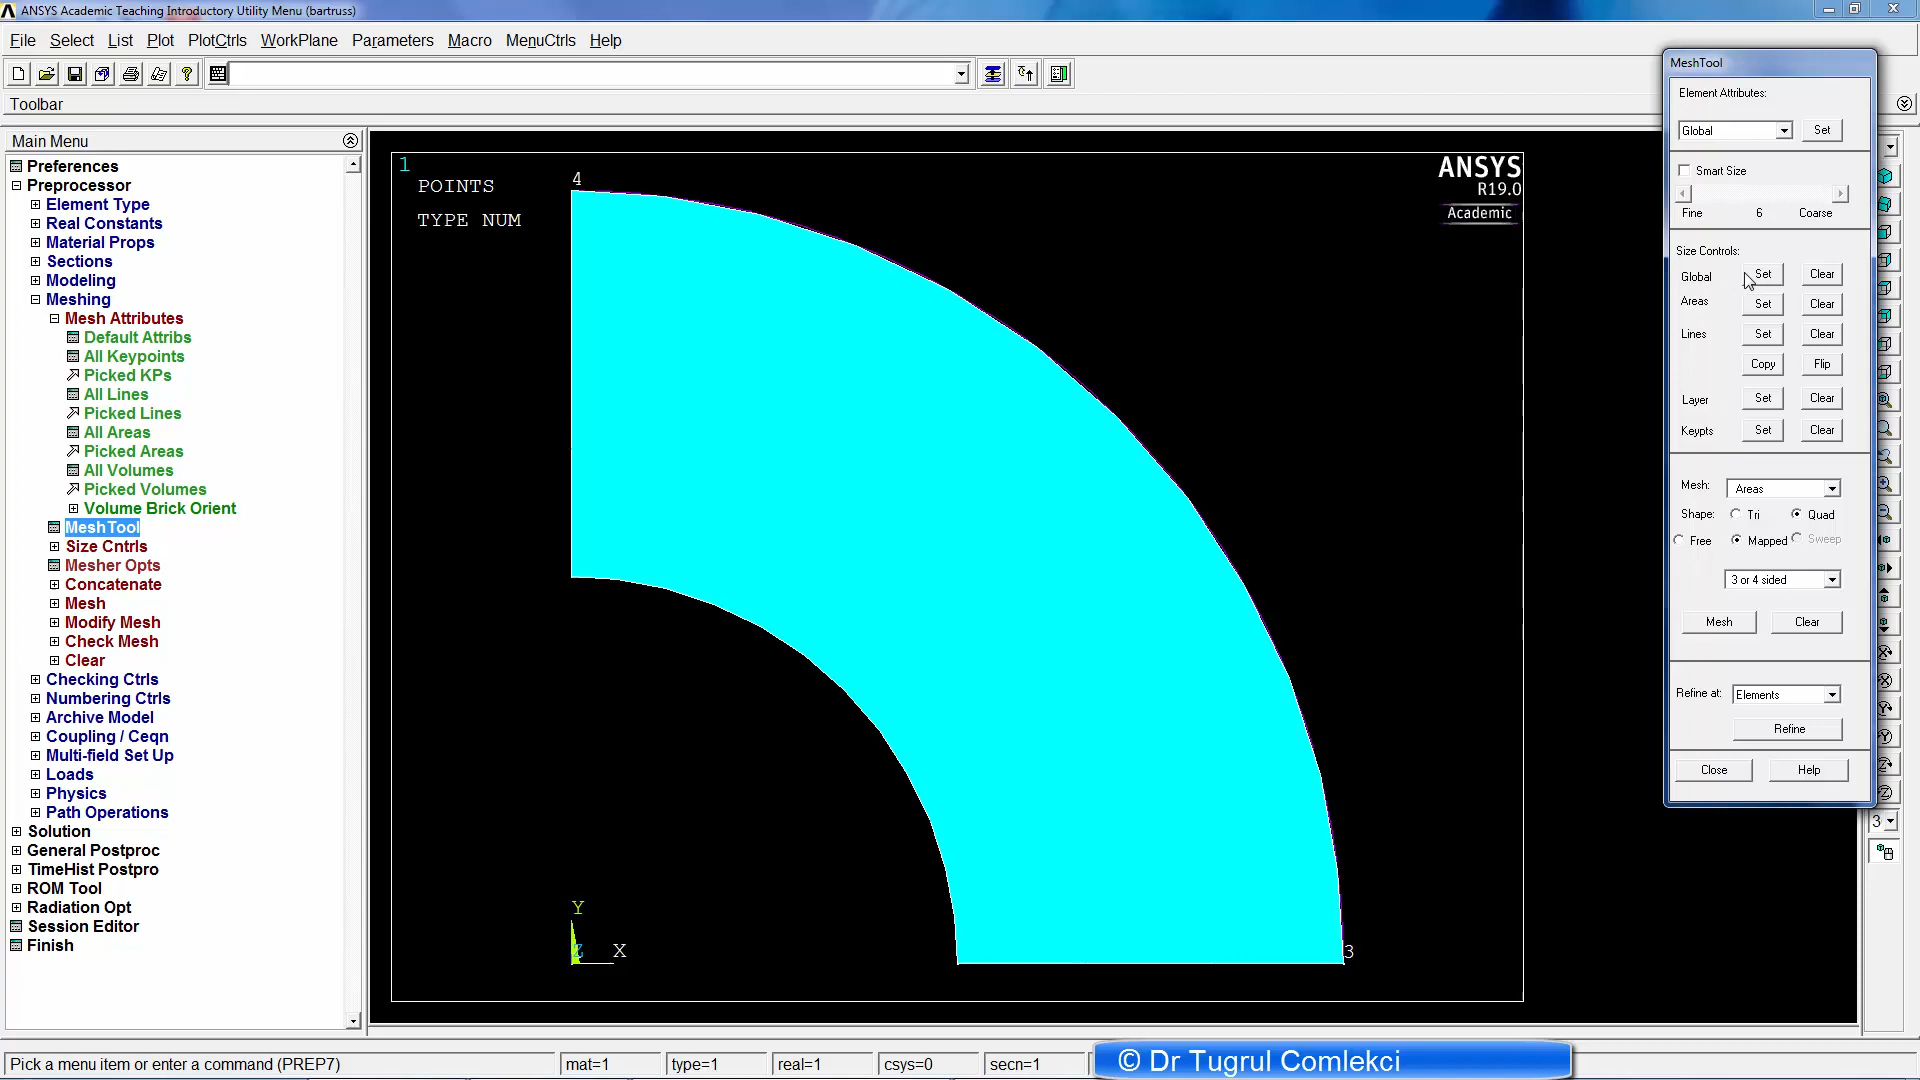 ANSYS Academic Teaching Introductory Utility Menu (bartruss)
File Select List Plot PlotCtrls WorkPlane Parameters Macro MenuCtrls Help
Toolbar
Main Menu
Preferences
Preprocessor
Element Type
Real Constants
Material Props
Sections
Modeling
Meshing
Mesh Attributes
Default Attribs
All Keypoints
Picked KPs
All Lines
Picked Lines
All Areas
Picked Areas
All Volumes
Picked Volumes
Volume Brick Orient
MeshTool
Size Cntrls
Mesher Opts
Concatenate
Mesh
Modify Mesh
Check Mesh
Clear
Checking Ctrls
Numbering Ctrls
Archive Model
Coupling / Ceqn
Multi-field Set Up
Loads
Physics
Path Operations
Solution
General Postproc
TimeHist Postpro
ROM Tool
Radiation Opt
Session Editor
Finish
1
POINTS
TYPE NUM
4
ANSYS
R19.0
Academic
3
Y
Z X
MeshTool
Element Attributes:
Global Set
Smart Size
Fine 6 Coarse
Size Controls:
Global Set Clear
Areas Set Clear
Lines Set Clear
Copy Flip
Layer Set Clear
Keypts Set Clear
Mesh: Areas
Shape: Tri Quad
Free Mapped Sweep
3 or 4 sided
Mesh Clear
Refine at: Elements
Refine
Close Help
3
Pick a menu item or enter a command (PREP7) mat=1 type=1 real=1 csys=0 secn=1
© Dr Tugrul Comlekci